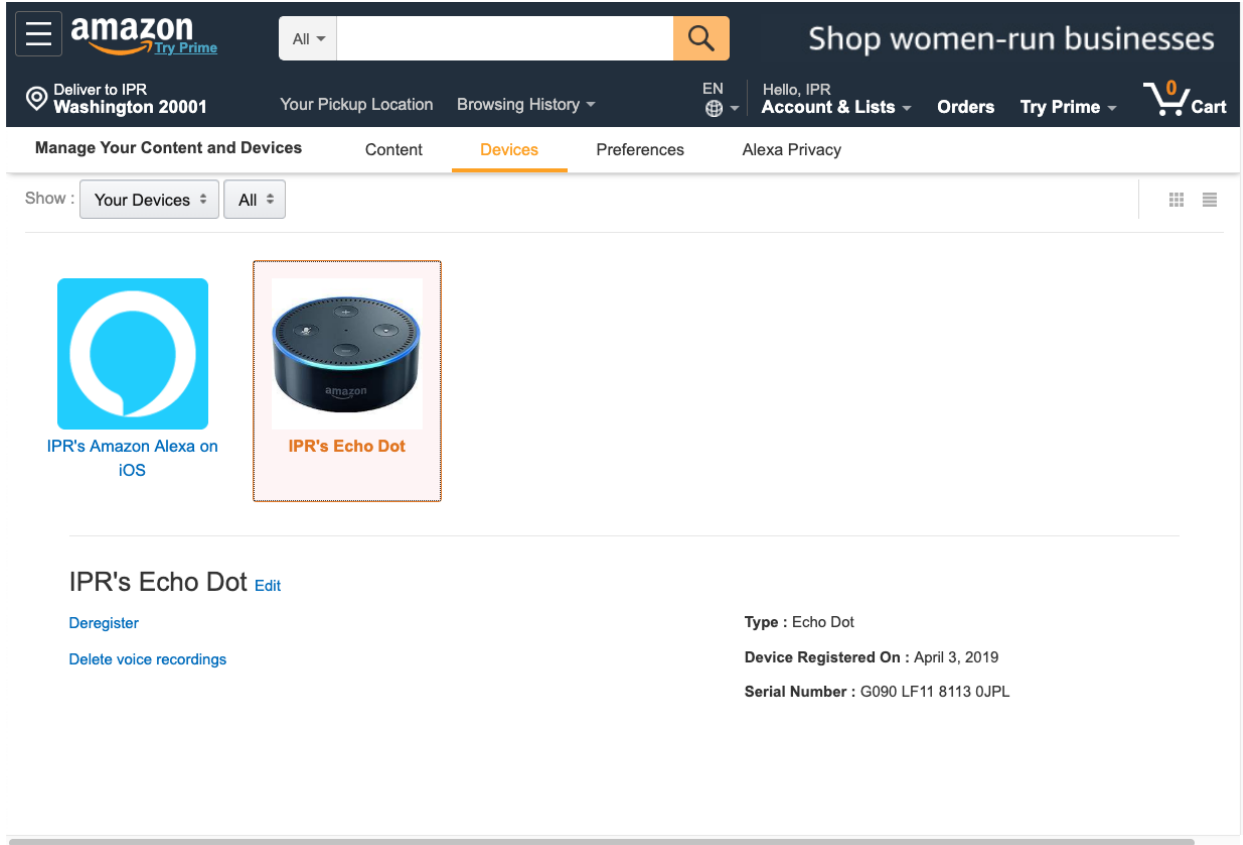 amazon
Try Prime
All
Shop women-run businesses
Deliver to IPR
Washington 20001
Your Pickup Location
Browsing History
EN
Hello, IPR
Account & Lists
Orders
Try Prime
0
Cart
Manage Your Content and Devices
Content
Devices
Preferences
Alexa Privacy
Show :
Your Devices
All
amazon
IPR's Amazon Alexa on
iOS
IPR's Echo Dot
IPR's Echo Dot Edit
Deregister
Delete voice recordings
Type : Echo Dot
Device Registered On : April 3, 2019
Serial Number : G090 LF11 8113 0JPL